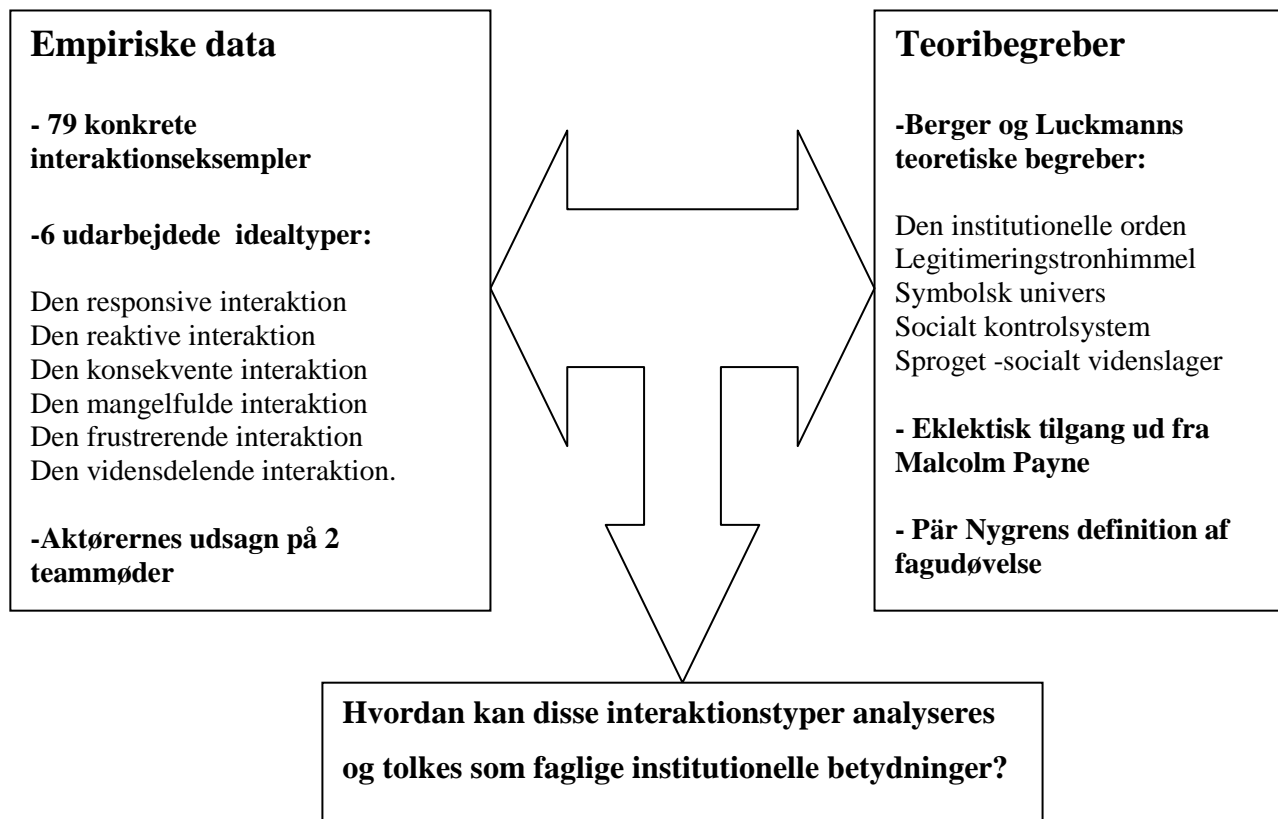 Empiriske data
- 79 konkrete
interaktionseksempler
-6 udarbejdede idealtyper:
Den responsive interaktion
Den reaktive interaktion
Den konsekvente interaktion
Den mangelfulde interaktion
Den frustrerende interaktion
Den vidensdelende interaktion.
-Aktørernes udsagn på 2
teammøder
Teoribegreber
-Berger og Luckmanns
teoretiske begreber:
Den institutionelle orden
Legitimeringstronhimmel
Symbolsk univers
Socialt kontrolsystem
Sproget -socialt videnslager
- Eklektisk tilgang ud fra
Malcolm Payne
- Pär Nygrens definition af
fagudøvelse
Hvordan kan disse interaktionstyper analyseres
og tolkes som faglige institutionelle betydninger?